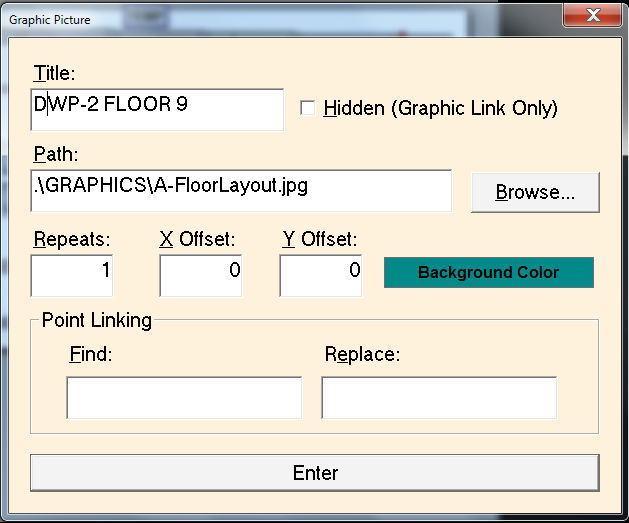 Graphic Picture
Title:
DWP-2 FLOOR 9
Hidden (Graphic Link Only)
Path:
.\GRAPHICS\A-FloorLayout.jpg
Browse...
Repeats: X Offset: Y Offset:
1 0 0 Background Color
Point Linking
Find: Replace:
Enter